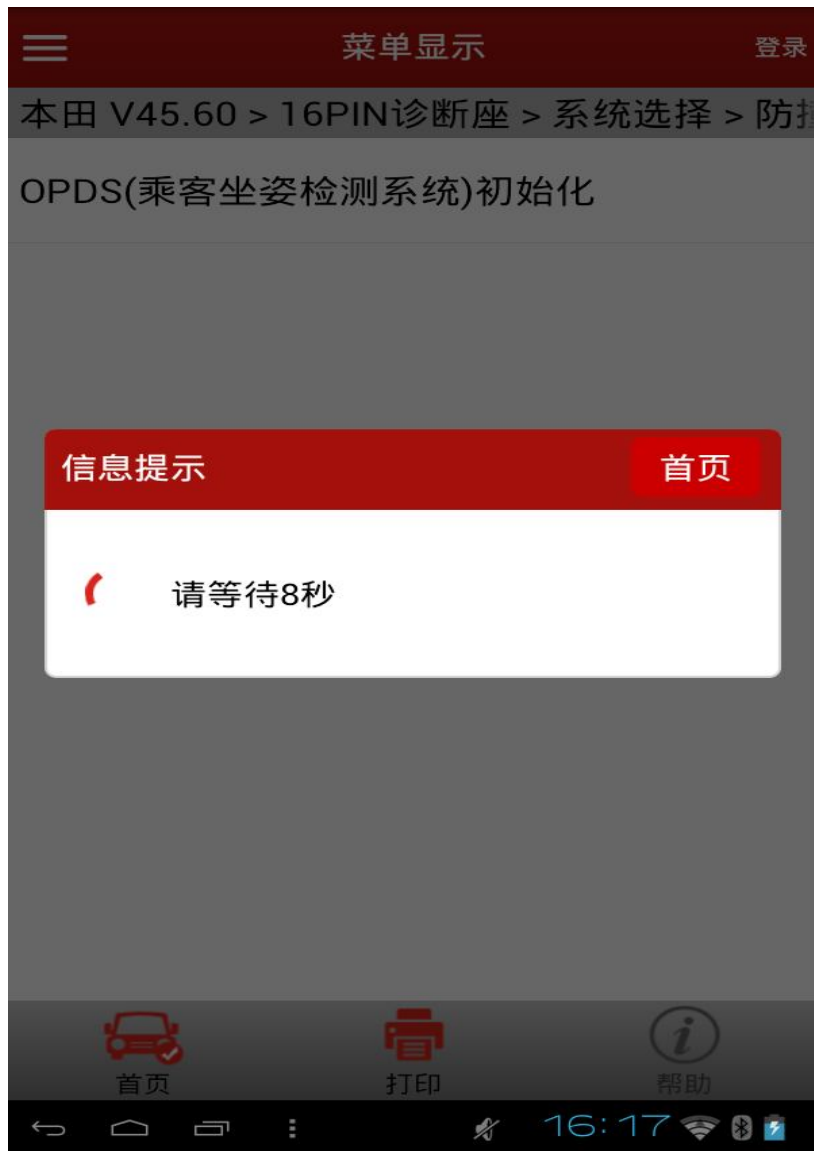 菜单显示 登录
本田 V45.60 > 16PIN诊断座 > 系统选择 > 防
OPDS(乘客坐姿检测系统)初始化
信息提示 首页
请等待8秒
首页 打印 帮助
16:17